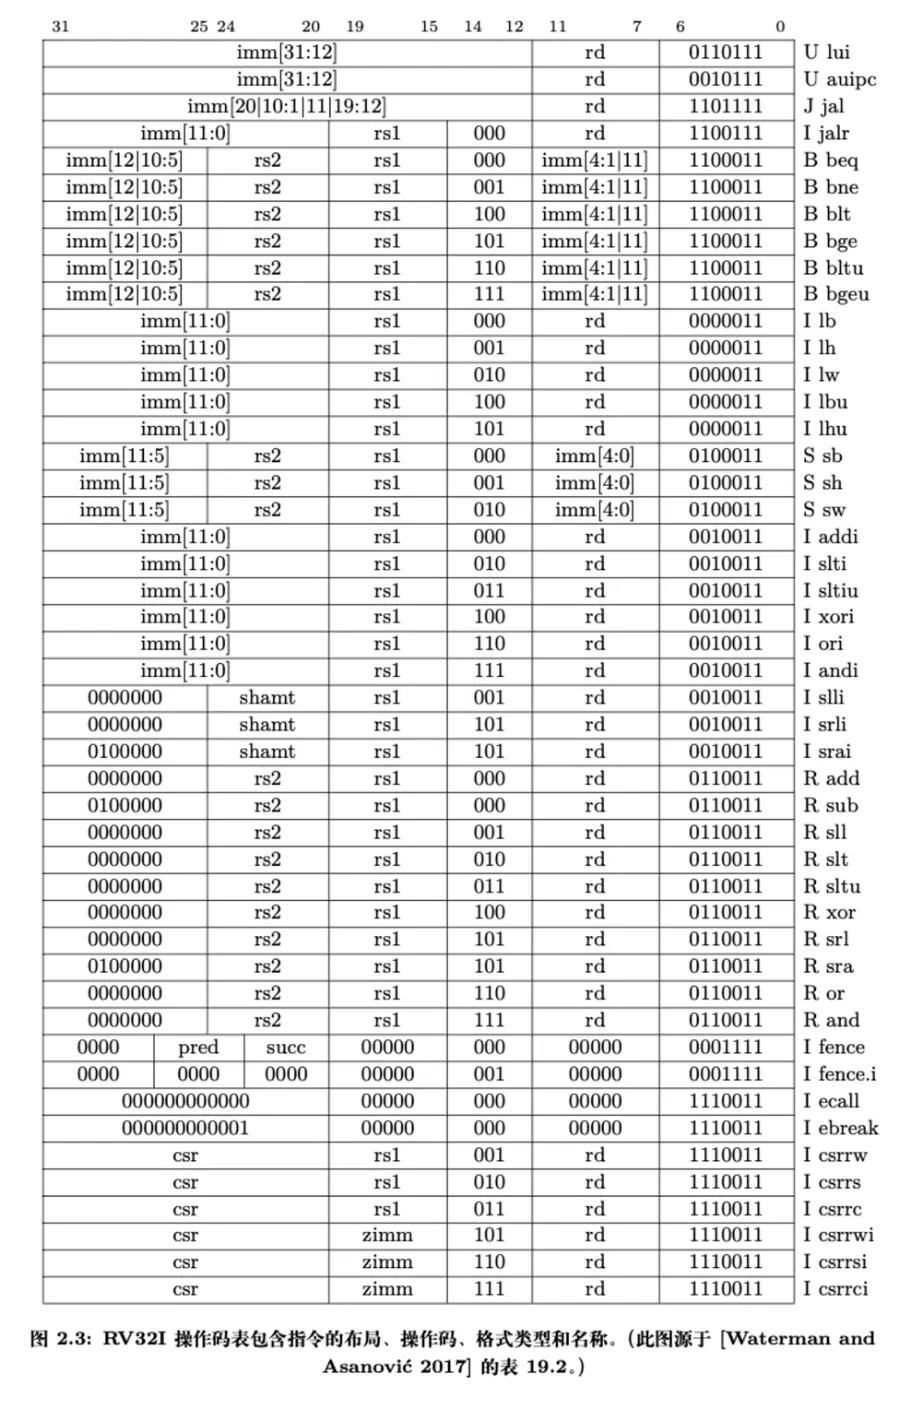 31 25 24 20 19 15 14 12 11 7 6 0
imm[31:12] rd 0110111 U lui
imm[31:12] rd 0010111 U auipc
imm[20|10:1|11|19:12] rd 1101111 J jal
imm[11:0] rs1 000 rd 1100111 I jalr
imm[12|10:5] rs2 rs1 000 imm[4:1|11] 1100011 B beq
imm[12|10:5] rs2 rs1 001 imm[4:1|11] 1100011 B bne
imm[12|10:5] rs2 rs1 100 imm[4:1|11] 1100011 B blt
imm[12|10:5] rs2 rs1 101 imm[4:1|11] 1100011 B bge
imm[12|10:5] rs2 rs1 110 imm[4:1|11] 1100011 B bltu
imm[12|10:5] rs2 rs1 111 imm[4:1|11] 1100011 B bgeu
imm[11:0] rs1 000 rd 0000011 I lb
imm[11:0] rs1 001 rd 0000011 I lh
imm[11:0] rs1 010 rd 0000011 I lw
imm[11:0] rs1 100 rd 0000011 I lbu
imm[11:0] rs1 101 rd 0000011 I lhu
imm[11:5] rs2 rs1 000 imm[4:0] 0100011 S sb
imm[11:5] rs2 rs1 001 imm[4:0] 0100011 S sh
imm[11:5] rs2 rs1 010 imm[4:0] 0100011 S sw
imm[11:0] rs1 000 rd 0010011 I addi
imm[11:0] rs1 010 rd 0010011 I slti
imm[11:0] rs1 011 rd 0010011 I sltiu
imm[11:0] rs1 100 rd 0010011 I xori
imm[11:0] rs1 110 rd 0010011 I ori
imm[11:0] rs1 111 rd 0010011 I andi
0000000 shamt rs1 001 rd 0010011 I slli
0000000 shamt rs1 101 rd 0010011 I srli
0100000 shamt rs1 101 rd 0010011 I srai
0000000 rs2 rs1 000 rd 0110011 R add
0100000 rs2 rs1 000 rd 0110011 R sub
0000000 rs2 rs1 001 rd 0110011 R sll
0000000 rs2 rs1 010 rd 0110011 R slt
0000000 rs2 rs1 011 rd 0110011 R sltu
0000000 rs2 rs1 100 rd 0110011 R xor
0000000 rs2 rs1 101 rd 0110011 R srl
0100000 rs2 rs1 101 rd 0110011 R sra
0000000 rs2 rs1 110 rd 0110011 R or
0000000 rs2 rs1 111 rd 0110011 R and
0000 pred succ 00000 000 00000 0001111 I fence
0000 0000 0000 00000 001 00000 0001111 I fence.i
000000000000 00000 000 00000 1110011 I ecall
000000000001 00000 000 00000 1110011 I ebreak
csr rs1 001 rd 1110011 I csrrw
csr rs1 010 rd 1110011 I csrrs
csr rs1 011 rd 1110011 I csrrc
csr zimm 101 rd 1110011 I csrrwi
csr zimm 110 rd 1110011 I csrrsi
csr zimm 111 rd 1110011 I csrrci
图 2.3: RV32I 操作码表包含指令的布局、操作码、格式类型和名称。(此图源于 [Waterman and
Asanović 2017] 的表 19.2。)